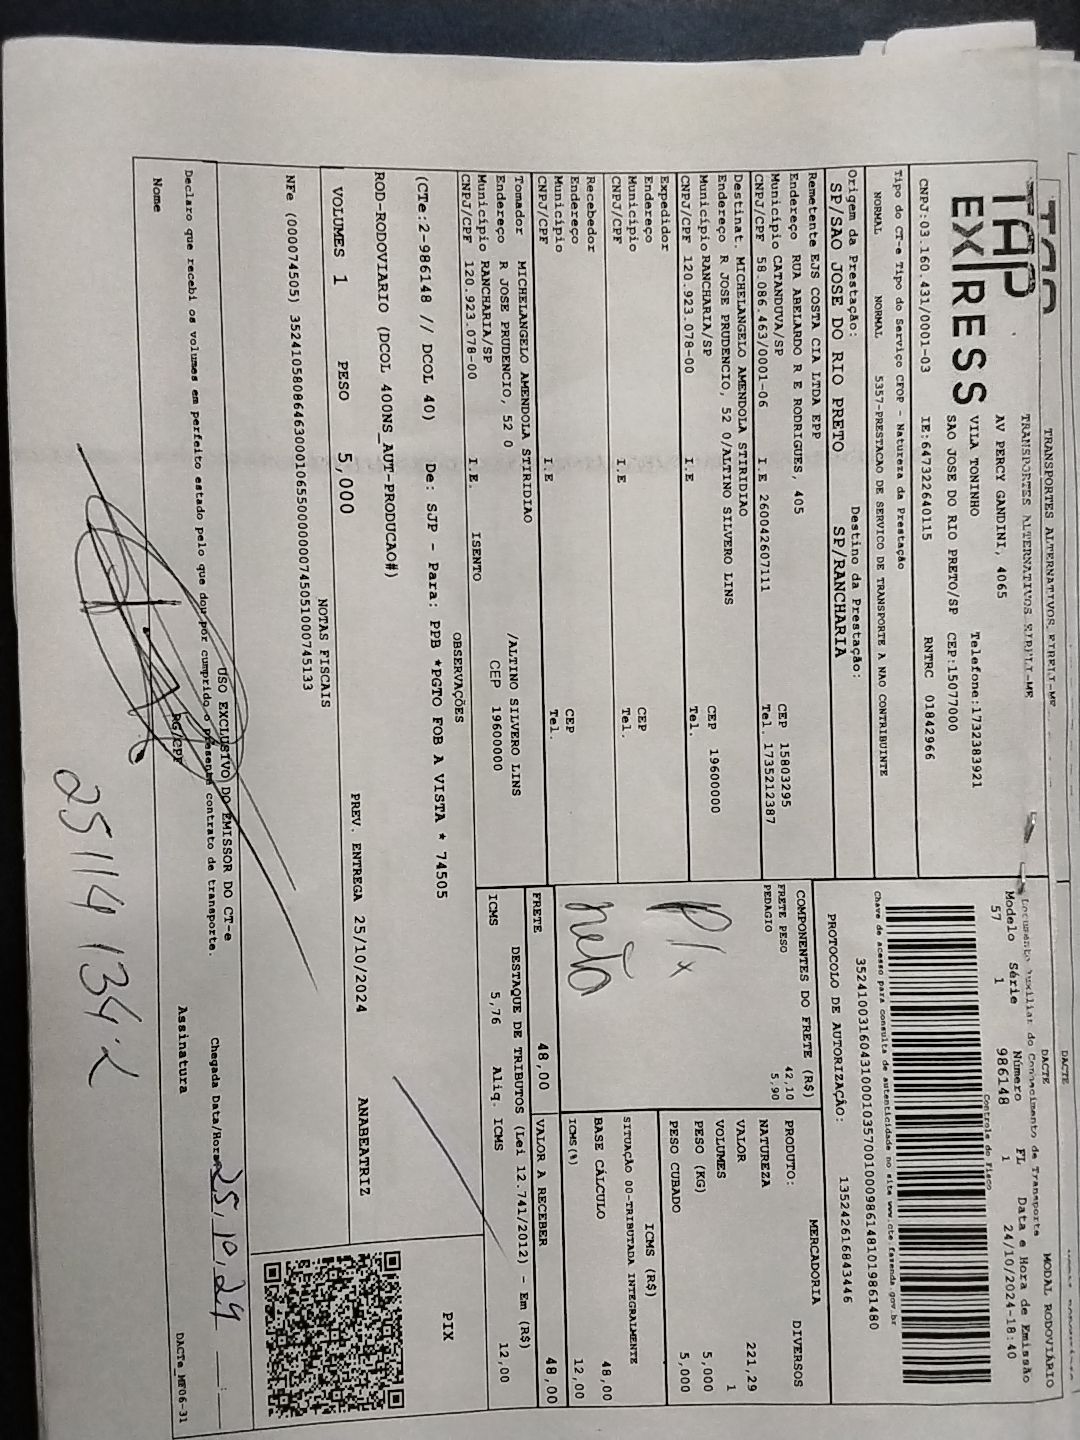 TRANSPORTES ALTERNATIVOS EIRELI-ME
DACTE
TAP
EXPRESS
TRANSPORTES ALTERNATIVOS EIRELI-ME
AV PERCY GANDINI, 4065
VILA TONINHO
SAO JOSE DO RIO PRETO/SP
Telefone:1732383921
CEP:15077000
CNPJ:03.160.431/0001-03
IE:647322640115
RNTRC 01842966
DACTE
Documento Auxiliar do Conhecimento de Transporte
MODAL RODOVIÁRIO
Modelo Série Número FL Data e Hora de Emissão
57 1 986148 1 24/10/2024-18:40
Controle do Fisco
Tipo do CT-e Tipo do Serviço CFOP - Natureza da Prestação
NORMAL NORMAL 5357-PRESTACAO DE SERVICO DE TRANSPORTE A NAO CONTRIBUINTE
Chave de acesso para consulta de autenticidade no site www.cte.fazenda.gov.br
Origem da Prestação:
SP/SAO JOSE DO RIO PRETO
Destino da Prestação:
SP/RANCHARIA
PROTOCOLO DE AUTORIZAÇÃO:
135242616843446
Remetente EJS COSTA CIA LTDA EPP
Endereço RUA ABELARDO R E RODRIGUES, 405
Município CATANDUVA/SP CEP 15803295
CNPJ/CPF 58.086.463/0001-06 I.E 260042607111 Tel. 1735212387
Destinat. MICHELANGELO AMENDOLA STIRIDIAO
Endereço R JOSE PRUDENCIO, 52 0/ALTINO SILVERO LINS
Município RANCHARIA/SP CEP 19600000
CNPJ/CPF 120.923.078-00 I.E Tel.
Expedidor
Endereço
Município CEP
CNPJ/CPF I.E Tel.
Recebedor
Endereço
Município CEP
CNPJ/CPF I.E Tel.
Tomador MICHELANGELO AMENDOLA STIRIDIAO
Endereço R JOSE PRUDENCIO, 52 0 /ALTINO SILVERO LINS
Município RANCHARIA/SP CEP 19600000
CNPJ/CPF 120.923.078-00 I.E. ISENTO
COMPONENTES DO FRETE (R$)
FRETE PESO 42,10
PEDAGIO 5,90
Pix
MERCADORIA
PRODUTO: DIVERSOS
NATUREZA
VALOR 221,29
VOLUMES 1
PESO (KG) 5,000
PESO CUBADO 5,000
ICMS (R$)
SITUAÇÃO 00-TRIBUTADA INTEGRALMENTE
BASE CÁLCULO 48,00
ICMS(%) 12,00
FRETE 48,00 VALOR A RECEBER 48,00
DESTAQUE DE TRIBUTOS (Lei 12.741/2012) - Em (R$)
ICMS 5,76 Aliq. ICMS 12,00
OBSERVAÇÕES
(CTe:2-986148 // DCOL 40) De: SJP - Para: PPB *PGTO FOB A VISTA * 74505
ROD-RODOVIARIO (DCOL 400NS_AUT-PRODUCAO#)
PIX
VOLUMES 1 PESO 5,000 PREV. ENTREGA 25/10/2024 ANABEATRIZ
NOTAS FISCAIS
USO EXCLUSIVO DO EMISSOR DO CT-e
Declaro que recebi os volumes em perfeito estado pelo que dou por cumprido o presente contrato de transporte.
Chegada Data/Hora 25,10,24
Nome RG/CPF Assinatura
DACTe_MF06-31